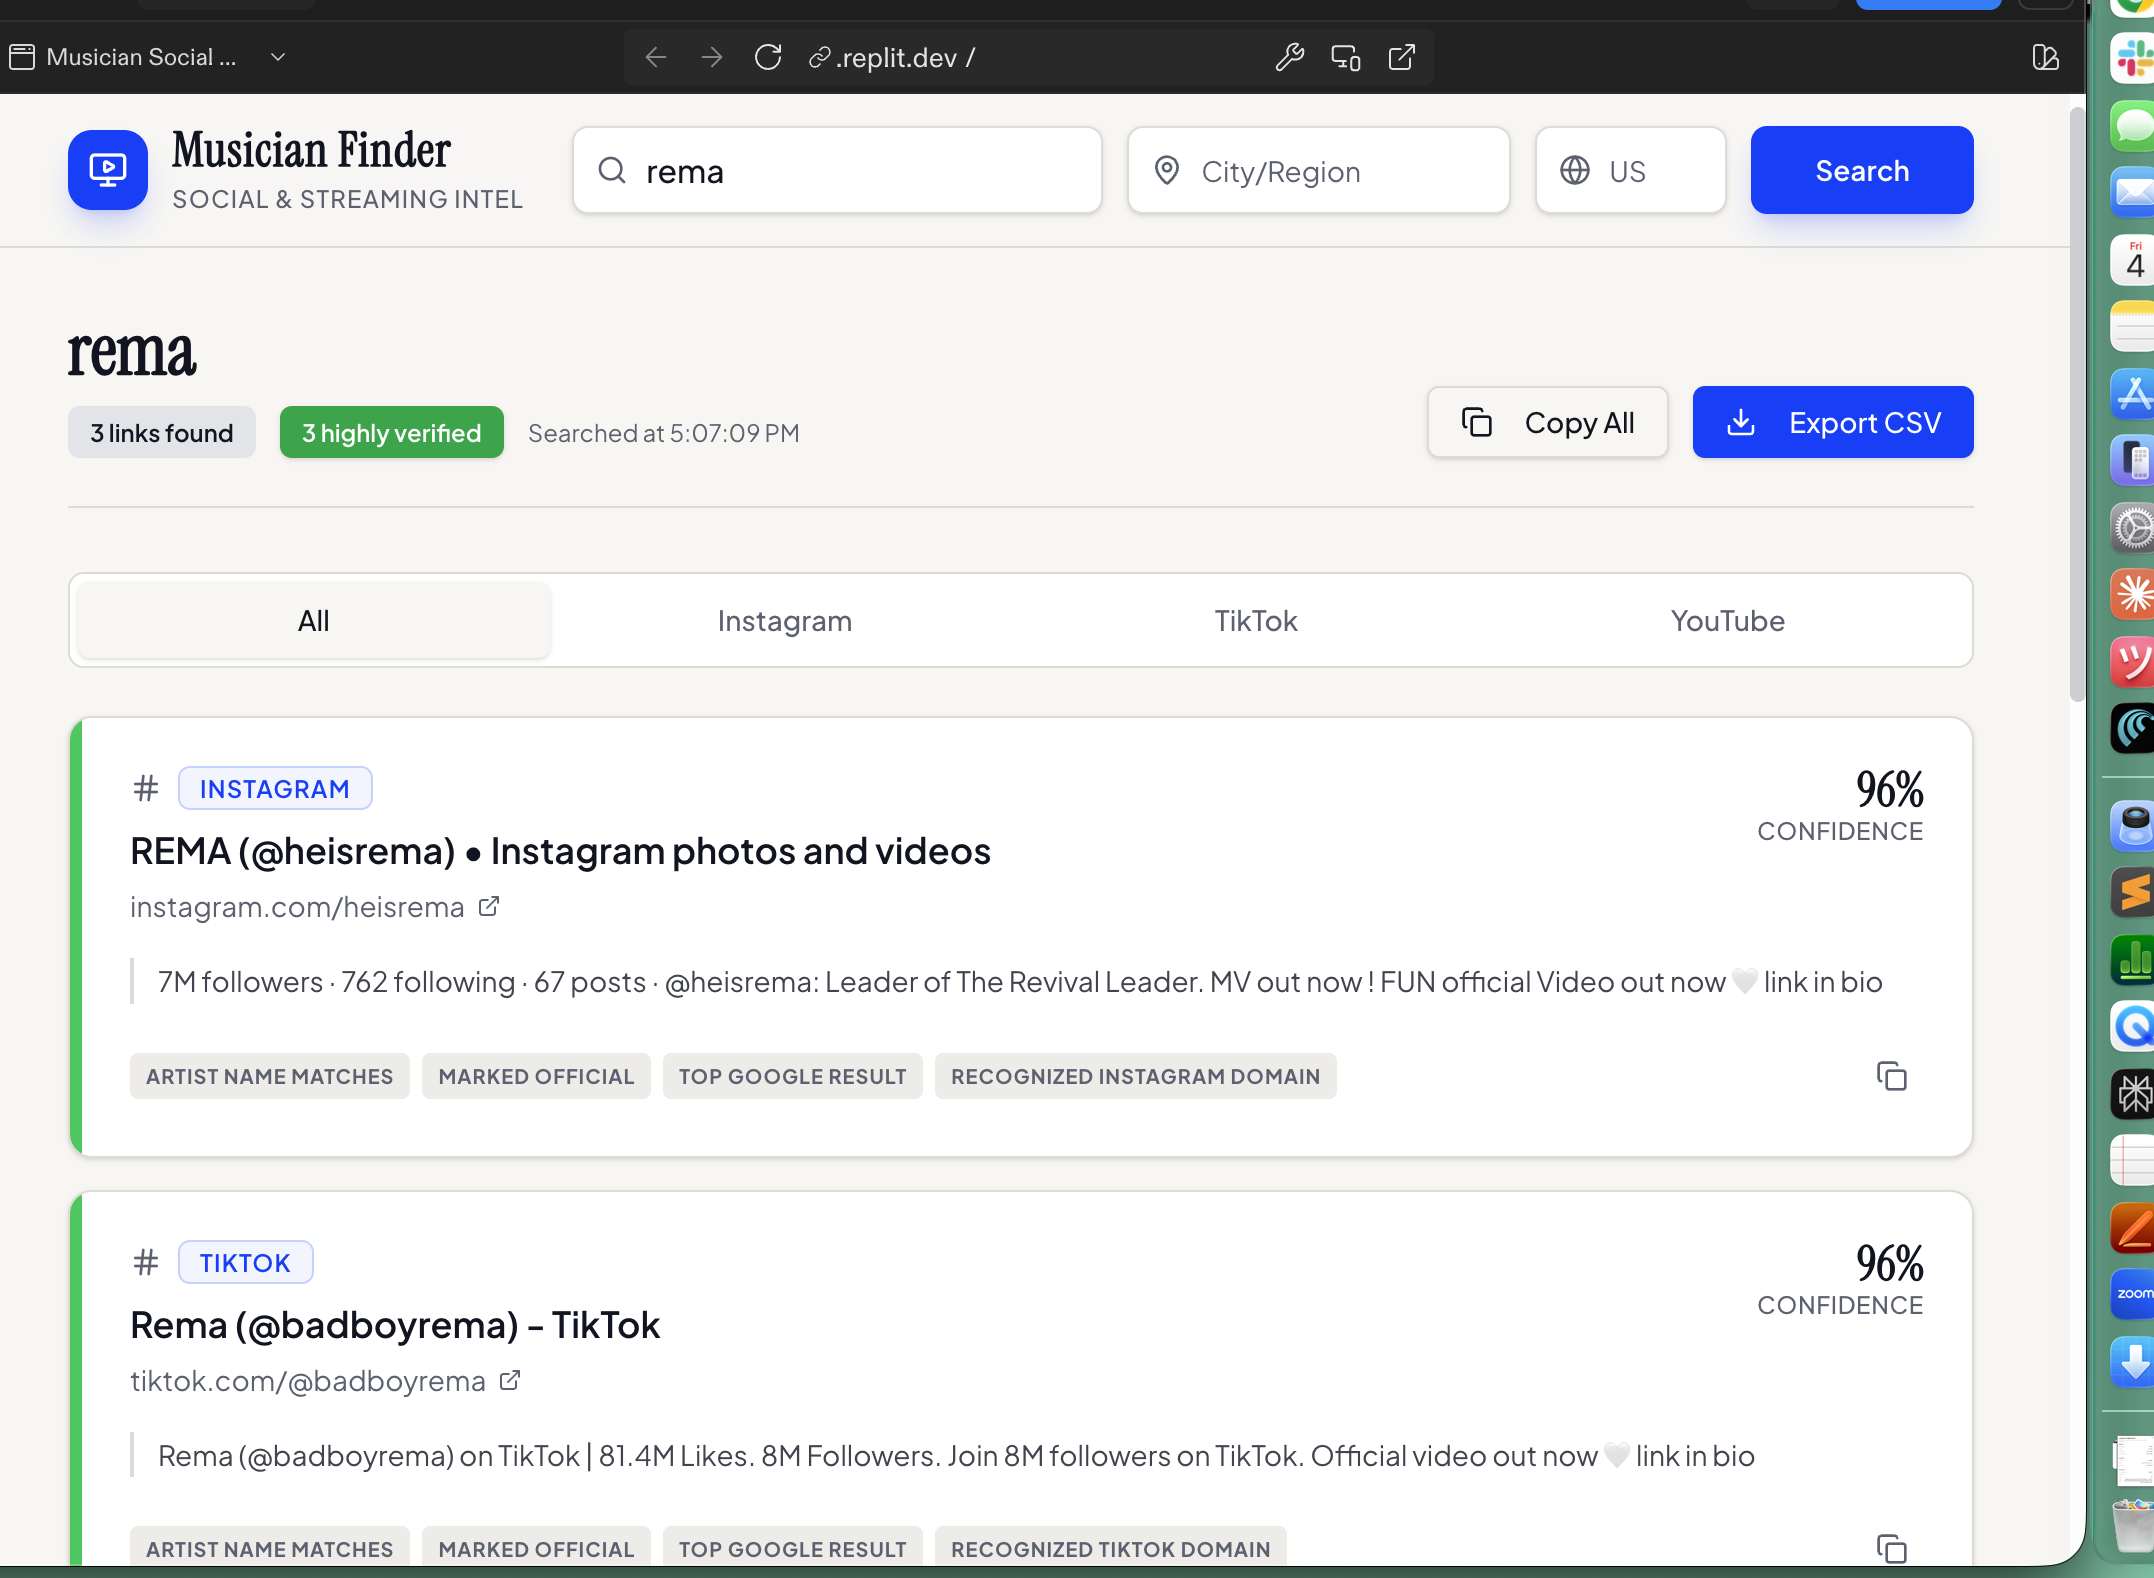 Musician Social ...
.replit.dev /
Musician Finder
SOCIAL & STREAMING INTEL
rema
City/Region
US
Search
rema
3 links found
3 highly verified
Searched at 5:07:09 PM
Copy All
Export CSV
All
Instagram
TikTok
YouTube
INSTAGRAM
96%
CONFIDENCE
REMA (@heisrema) • Instagram photos and videos
instagram.com/heisrema
7M followers · 762 following · 67 posts · @heisrema: Leader of The Revival Leader. MV out now ! FUN official Video out now 🤍 link in bio
ARTIST NAME MATCHES
MARKED OFFICIAL
TOP GOOGLE RESULT
RECOGNIZED INSTAGRAM DOMAIN
TIKTOK
96%
CONFIDENCE
Rema (@badboyrema) - TikTok
tiktok.com/@badboyrema
Rema (@badboyrema) on TikTok | 81.4M Likes. 8M Followers. Join 8M followers on TikTok. Official video out now 🤍 link in bio
ARTIST NAME MATCHES
MARKED OFFICIAL
TOP GOOGLE RESULT
RECOGNIZED TIKTOK DOMAIN
Fri
4
ツ
zoom